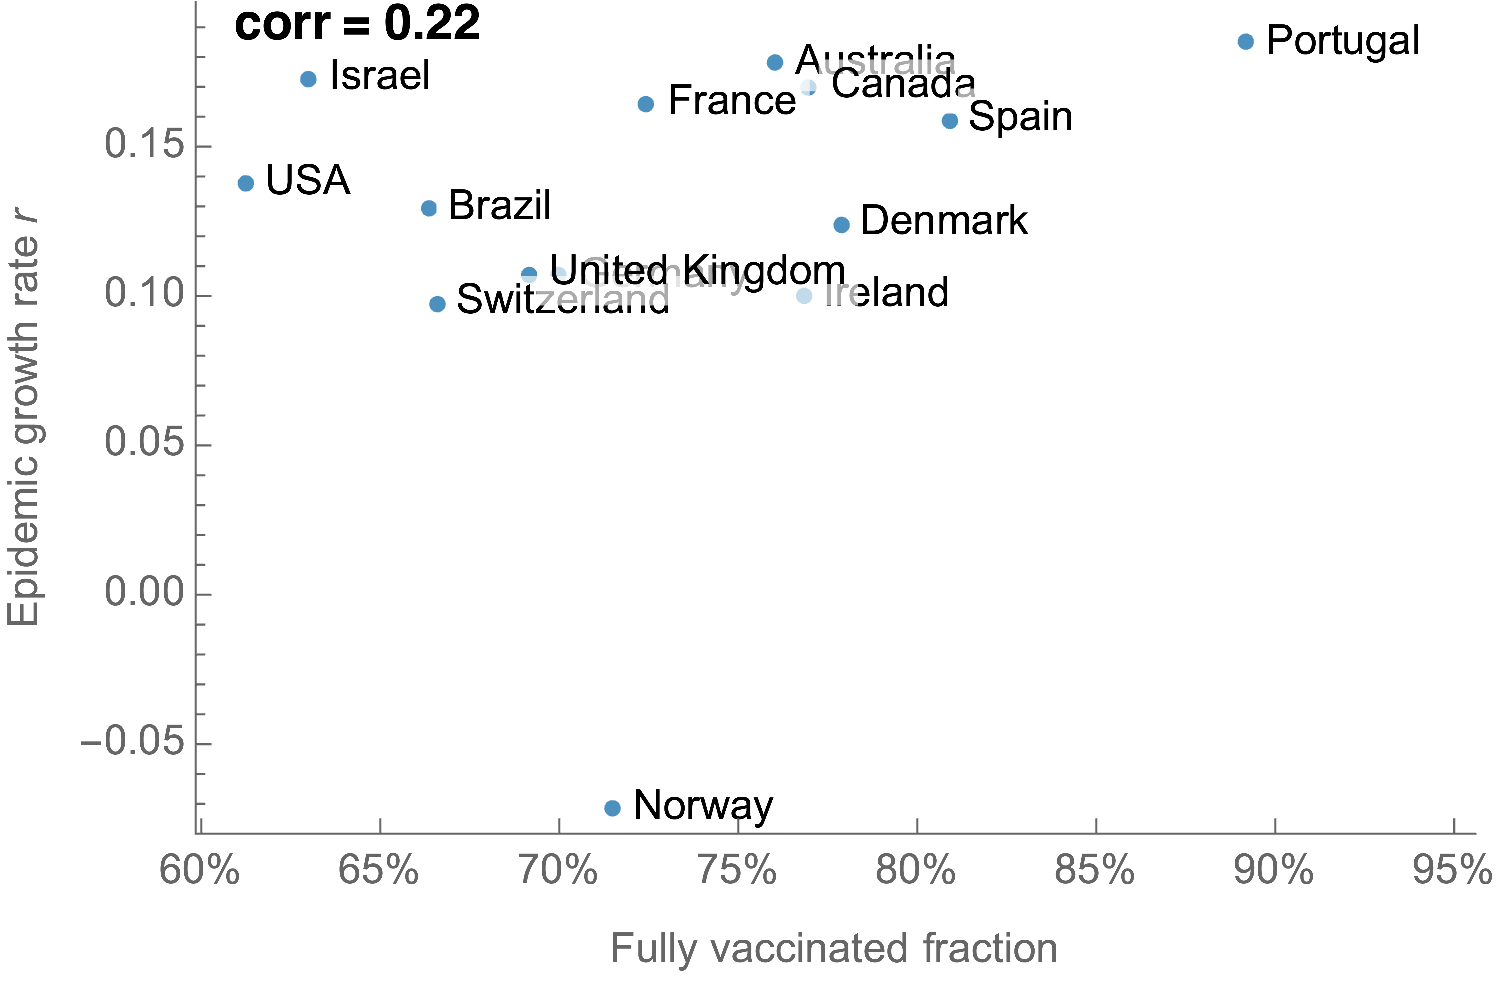 corr = 0.22
Portugal
Australia
Israel
Canada
France
Spain
0.15
USA
Brazil
Denmark
United Kingdom
Germany
0.10
Switzerland
Ireland
Epidemic growth rate r
0.05
0.00
−0.05
Norway
60% 65% 70% 75% 80% 85% 90% 95%
Fully vaccinated fraction